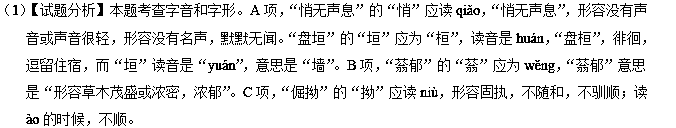 （1）【试题分析】本题考查字音和字形。A 项，“悄无声息”的“悄”应读 qiǎo，“悄无声息”，形容没有声
音或声音很轻，形容没有名声，默默无闻。“盘垣”的“垣”应为“桓”，读音是 huán，“盘桓”，徘徊，
逗留住宿，而“垣”读音是“yuán”，意思是“墙”。B 项，“蓊郁”的“蓊”应为 wěng，“蓊郁”意思
是“形容草木茂盛或浓密，浓郁”。C 项，“倔拗”的“拗”应读 niù，形容固执，不随和，不驯顺；读
ào 的时候，不顺。